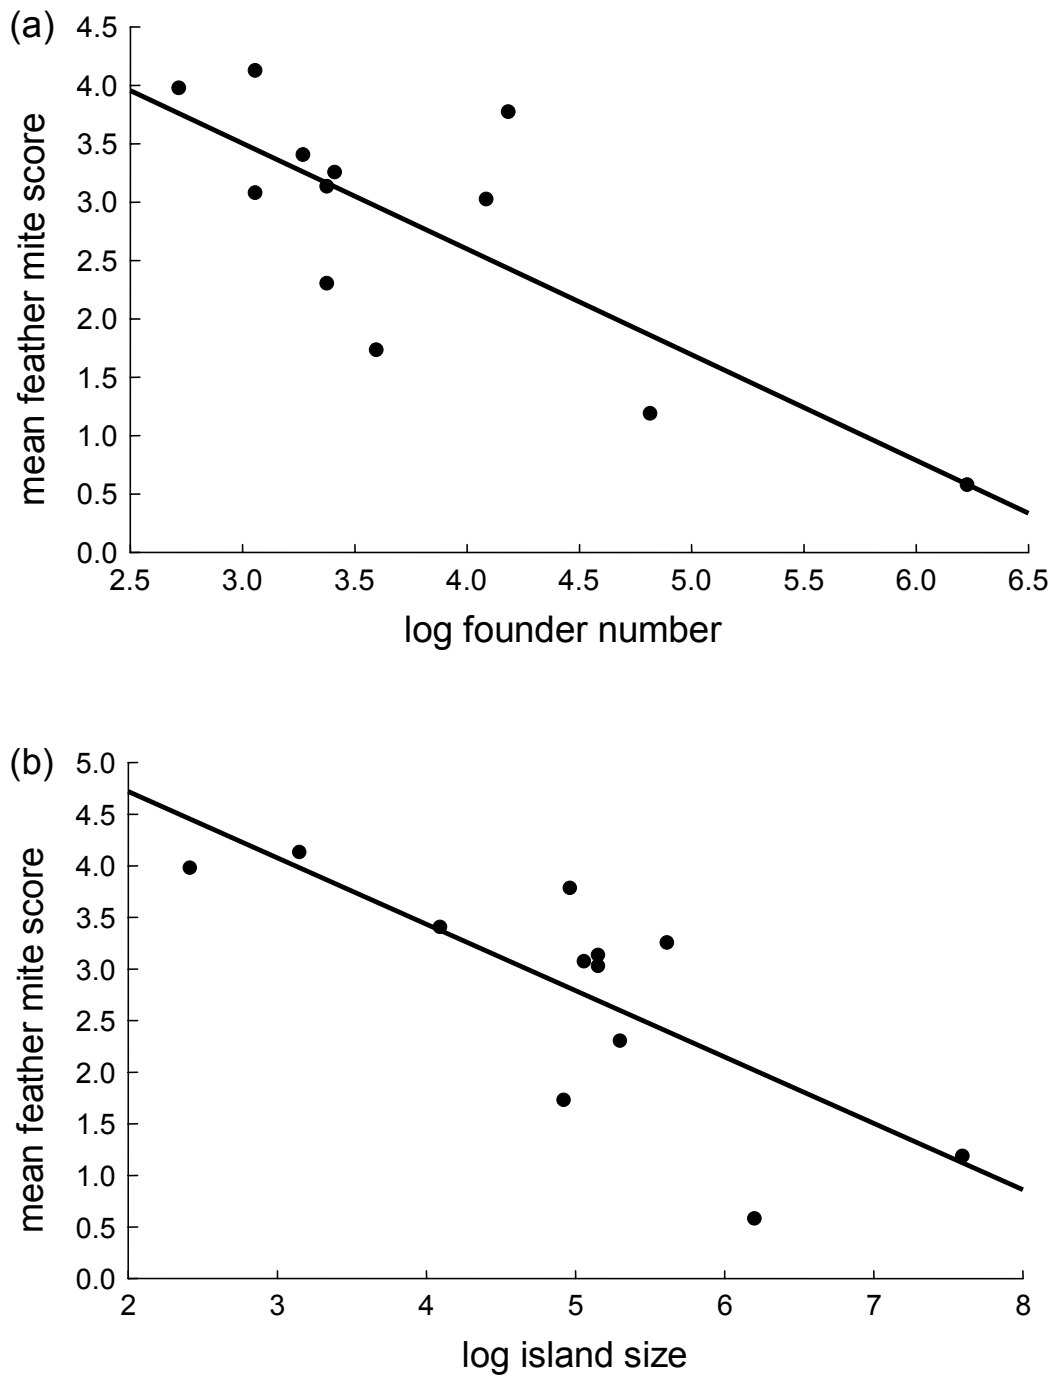 (a)
4.5
4.0
3.5
3.0
2.5
2.0
1.5
1.0
0.5
0.0
mean feather mite score
2.5 3.0 3.5 4.0 4.5 5.0 5.5 6.0 6.5
log founder number
(b)
5.0
4.5
4.0
3.5
3.0
2.5
2.0
1.5
1.0
0.5
0.0
mean feather mite score
2 3 4 5 6 7 8
log island size